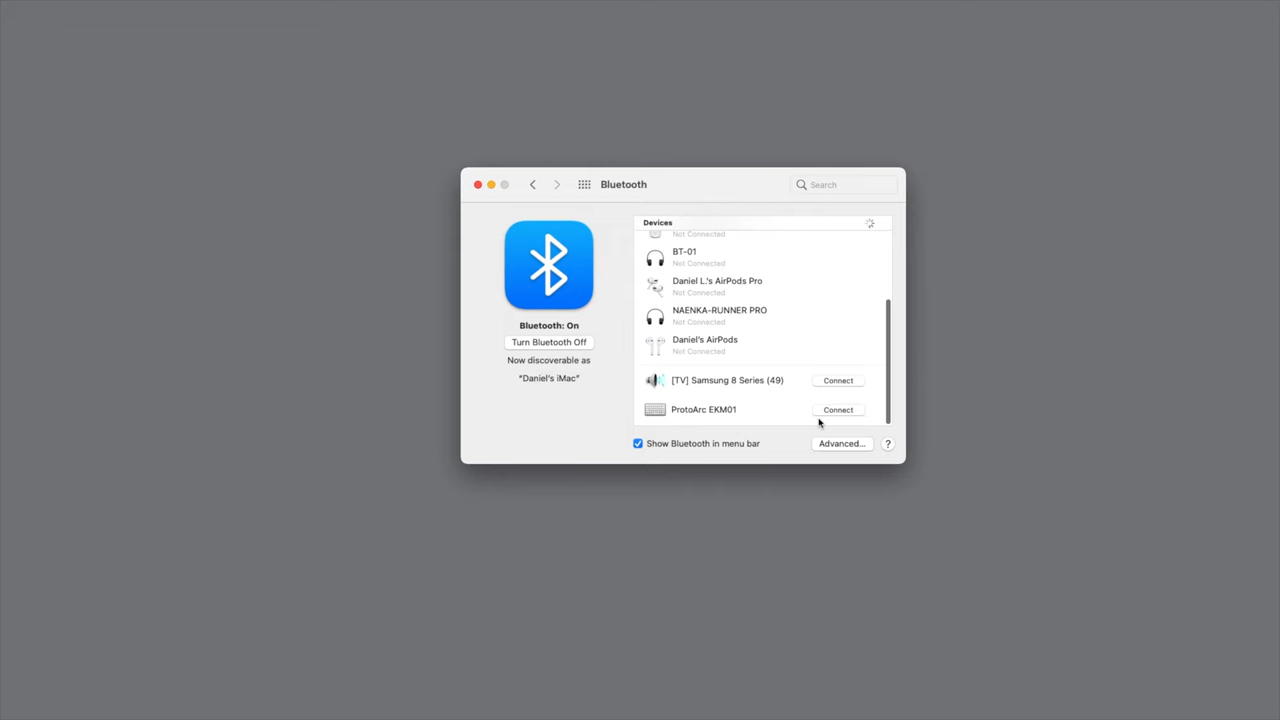 Bluetooth
Search
Devices
Not Connected
BT-01
Not Connected
Daniel L.'s AirPods Pro
Not Connected
NAENKA-RUNNER PRO
Not Connected
Daniel's AirPods
Not Connected
[TV] Samsung 8 Series (49) Connect
ProtoArc EKM01 Connect
Bluetooth: On
Turn Bluetooth Off
Now discoverable as
"Daniel's iMac"
Show Bluetooth in menu bar
Advanced... ?